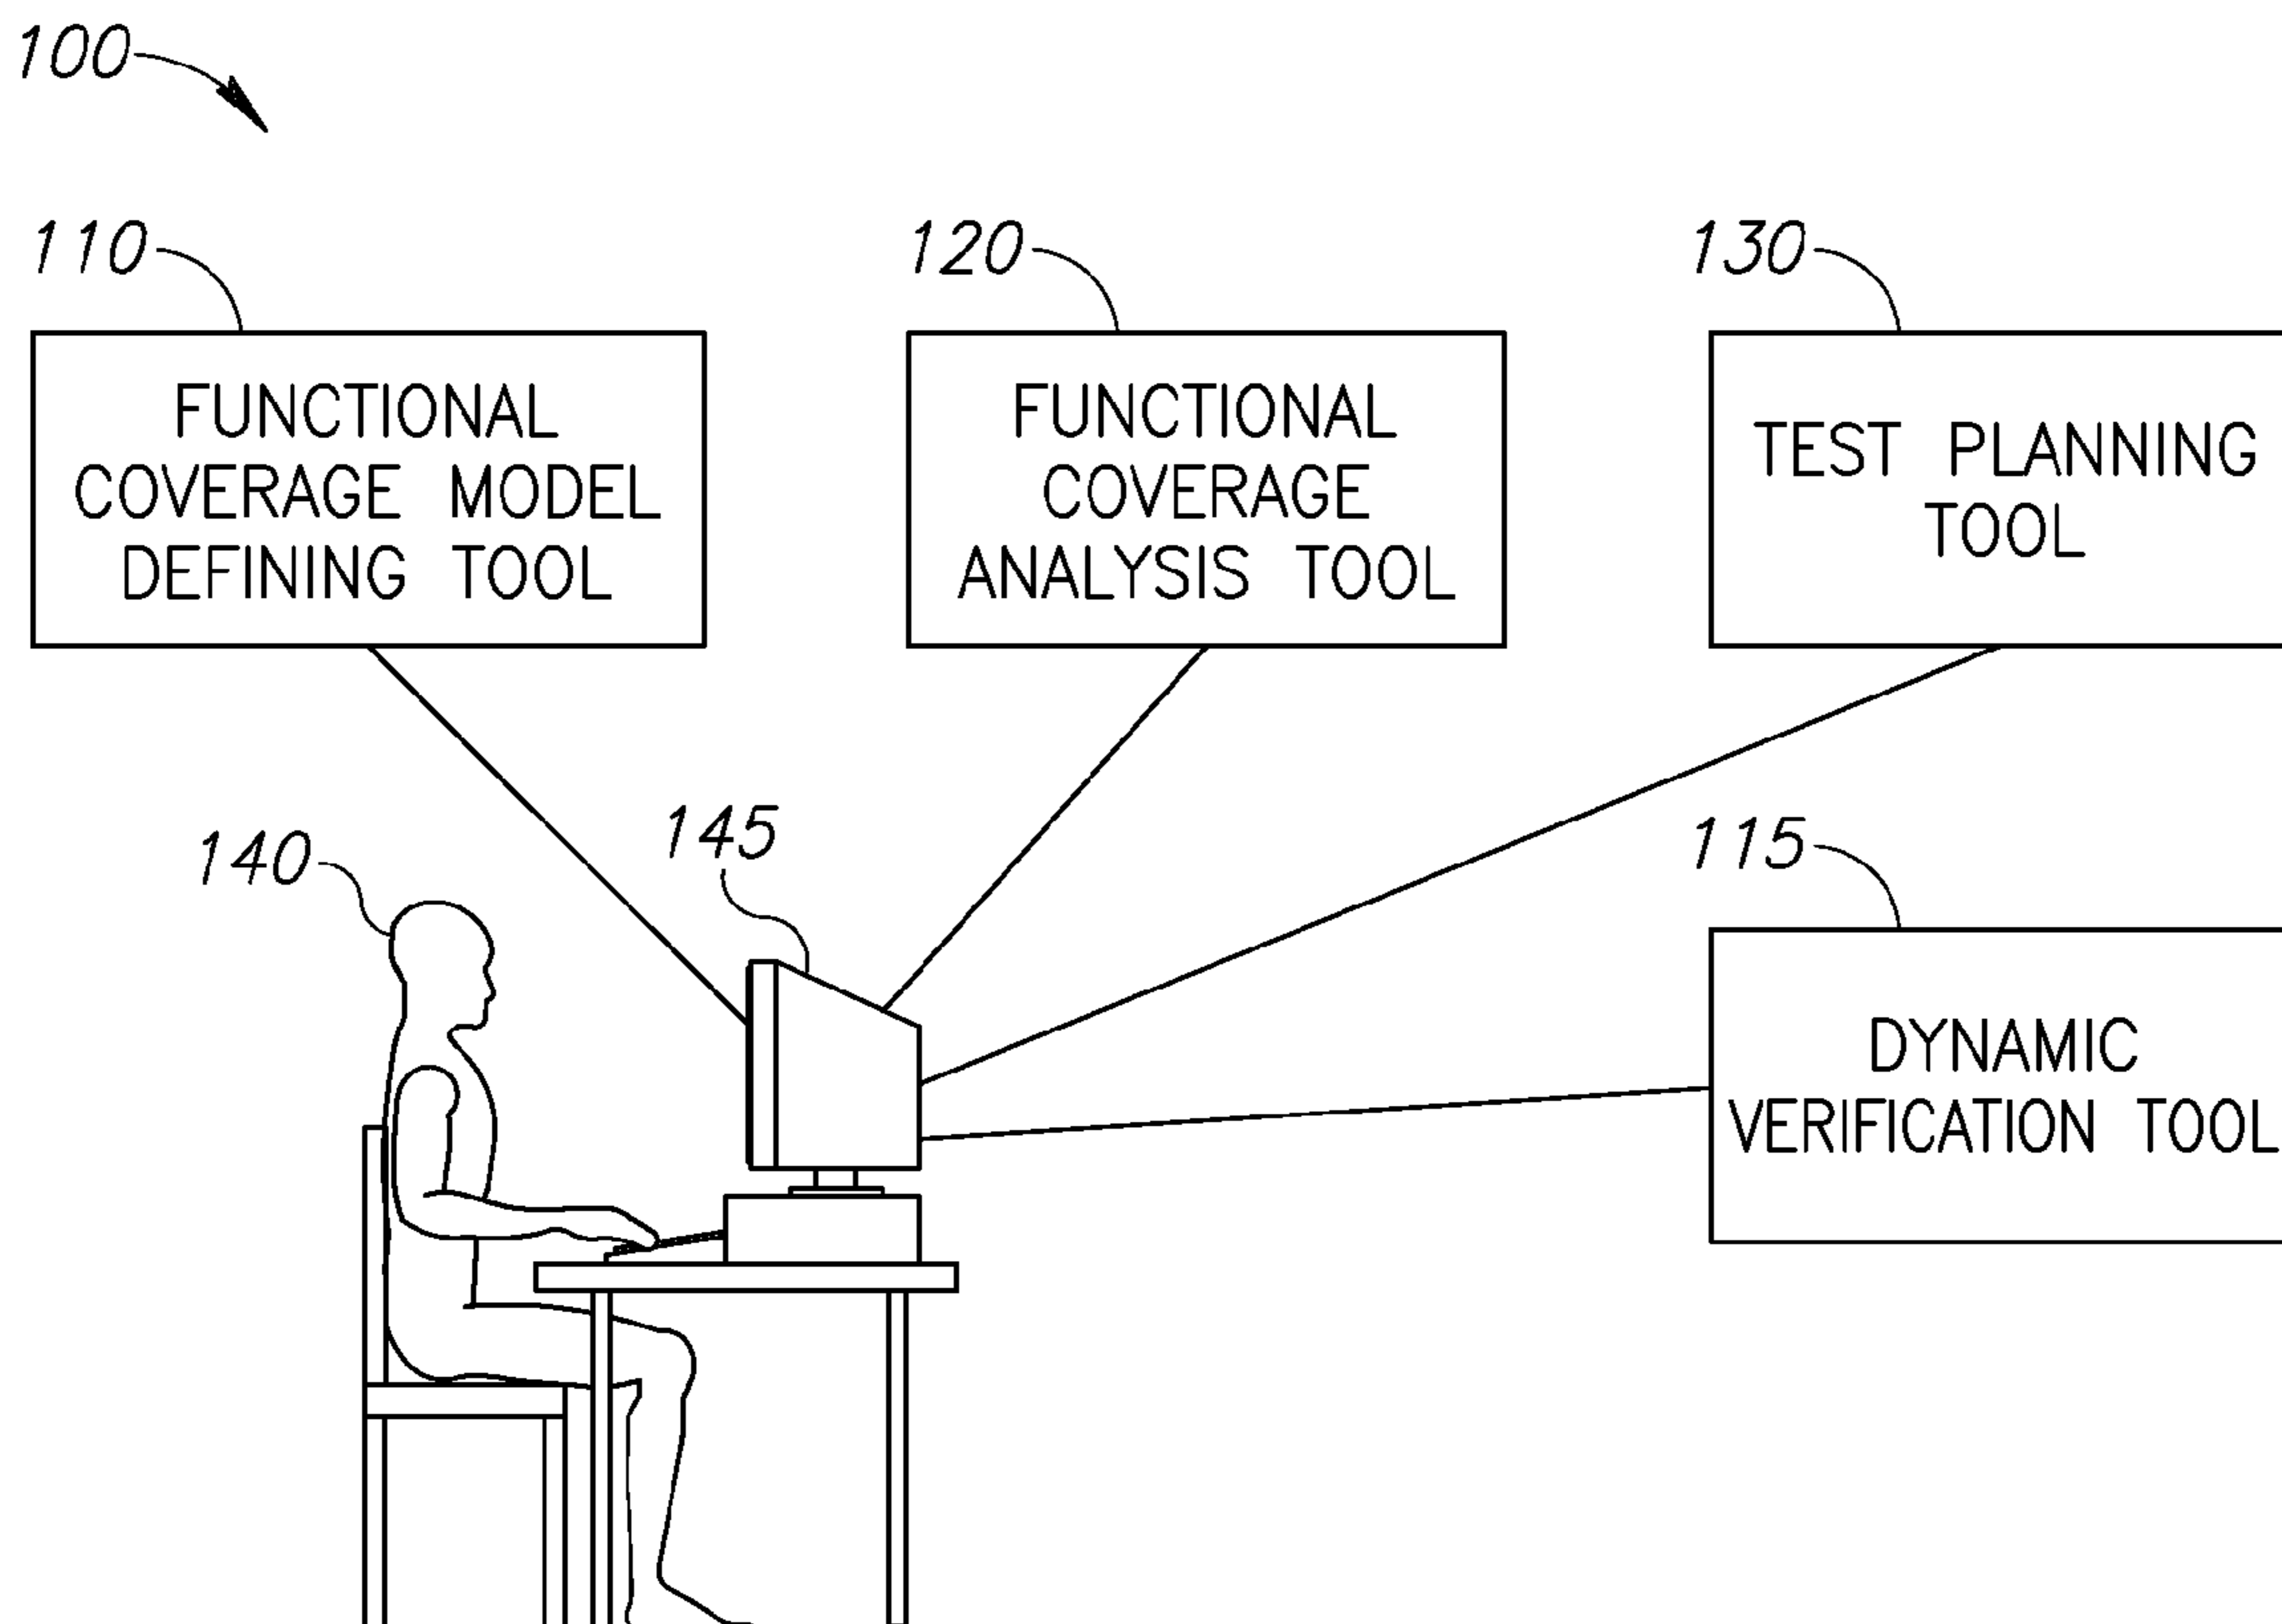 100
110
120
130
FUNCTIONAL
COVERAGE MODEL
DEFINING TOOL
FUNCTIONAL
COVERAGE
ANALYSIS TOOL
TEST PLANNING
TOOL
140
145
115
DYNAMIC
VERIFICATION TOOL